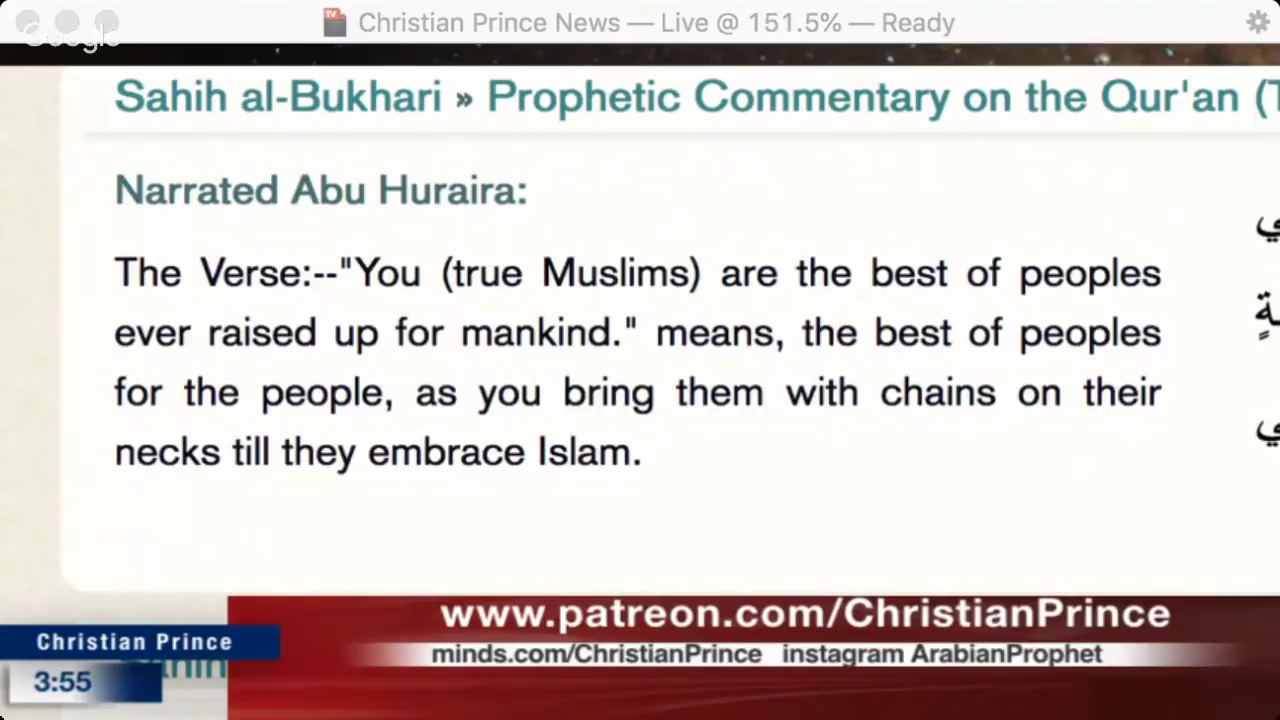 Christian Prince News — Live @ 151.5% — Ready
Google
Sahih al-Bukhari » Prophetic Commentary on the Qur'an (T
Narrated Abu Huraira:
The Verse:--"You (true Muslims) are the best of peoples
ever raised up for mankind." means, the best of peoples
for the people, as you bring them with chains on their
necks till they embrace Islam.
ي
ةٍ
ي
www.patreon.com/ChristianPrince
Christian Prince
minds.com/ChristianPrince instagram ArabianProphet
3:55